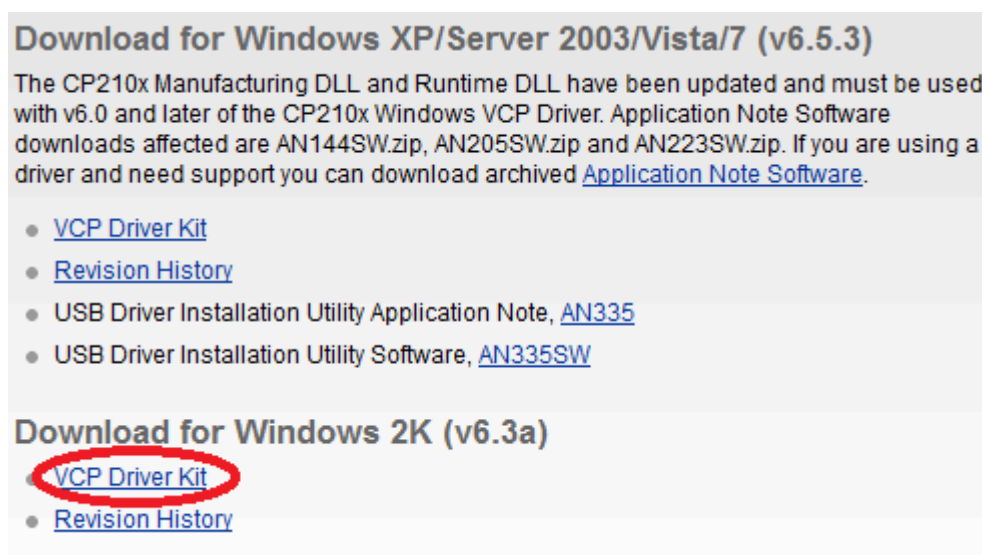 Download for Windows XP/Server 2003/Vista/7 (v6.5.3)
The CP210x Manufacturing DLL and Runtime DLL have been updated and must be used
with v6.0 and later of the CP210x Windows VCP Driver. Application Note Software
downloads affected are AN144SW.zip, AN205SW.zip and AN223SW.zip. If you are using a
driver and need support you can download archived Application Note Software.
VCP Driver Kit
Revision History
USB Driver Installation Utility Application Note, AN335
USB Driver Installation Utility Software, AN335SW
Download for Windows 2K (v6.3a)
VCP Driver Kit
Revision History